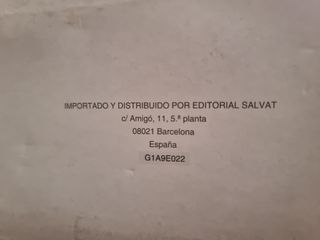 IMPORTADO Y DISTRIBUIDO POR EDITORIAL SALVAT
c/ Amigó, 11, 5.ª planta
08021 Barcelona
España
G1A9E022